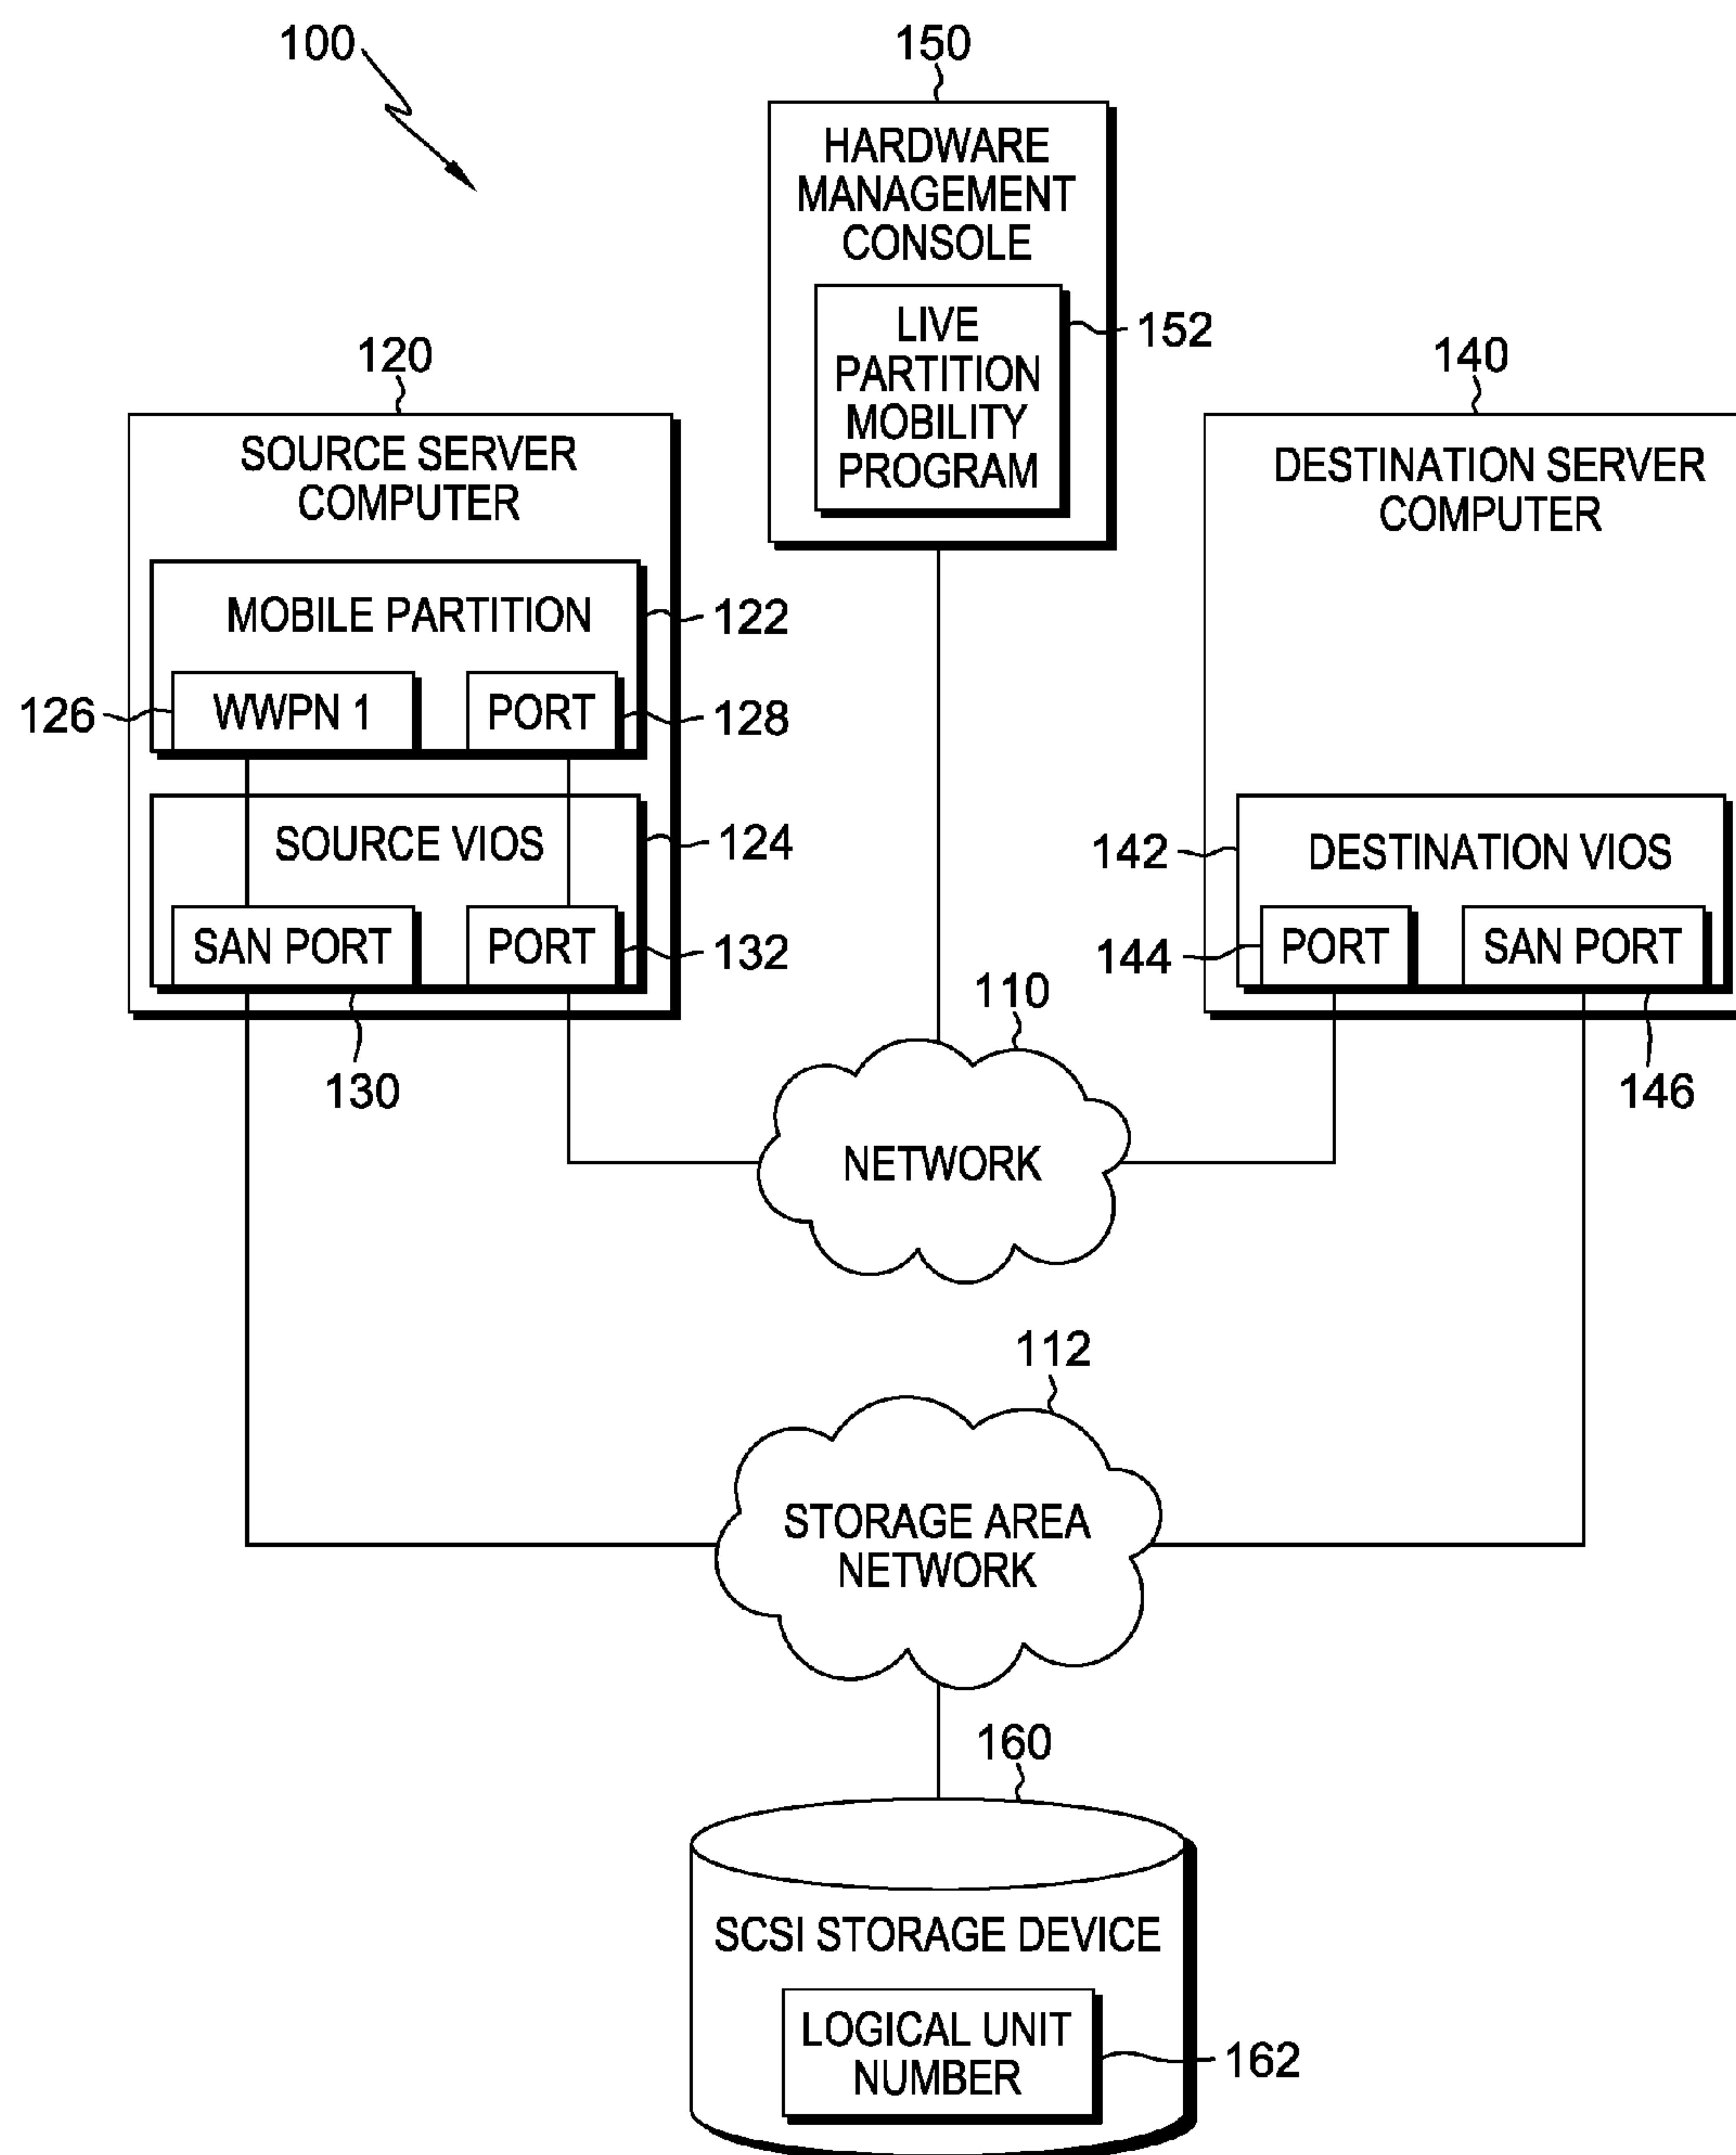 100
150
HARDWARE
MANAGEMENT
CONSOLE
LIVE
PARTITION
MOBILITY
PROGRAM
152
120
SOURCE SERVER
COMPUTER
MOBILE PARTITION
122
126
WWPN 1
PORT
128
SOURCE VIOS
124
SAN PORT
PORT
132
130
140
DESTINATION SERVER
COMPUTER
142
DESTINATION VIOS
144
PORT
SAN PORT
146
110
NETWORK
112
STORAGE AREA
NETWORK
160
SCSI STORAGE DEVICE
LOGICAL UNIT
NUMBER
162